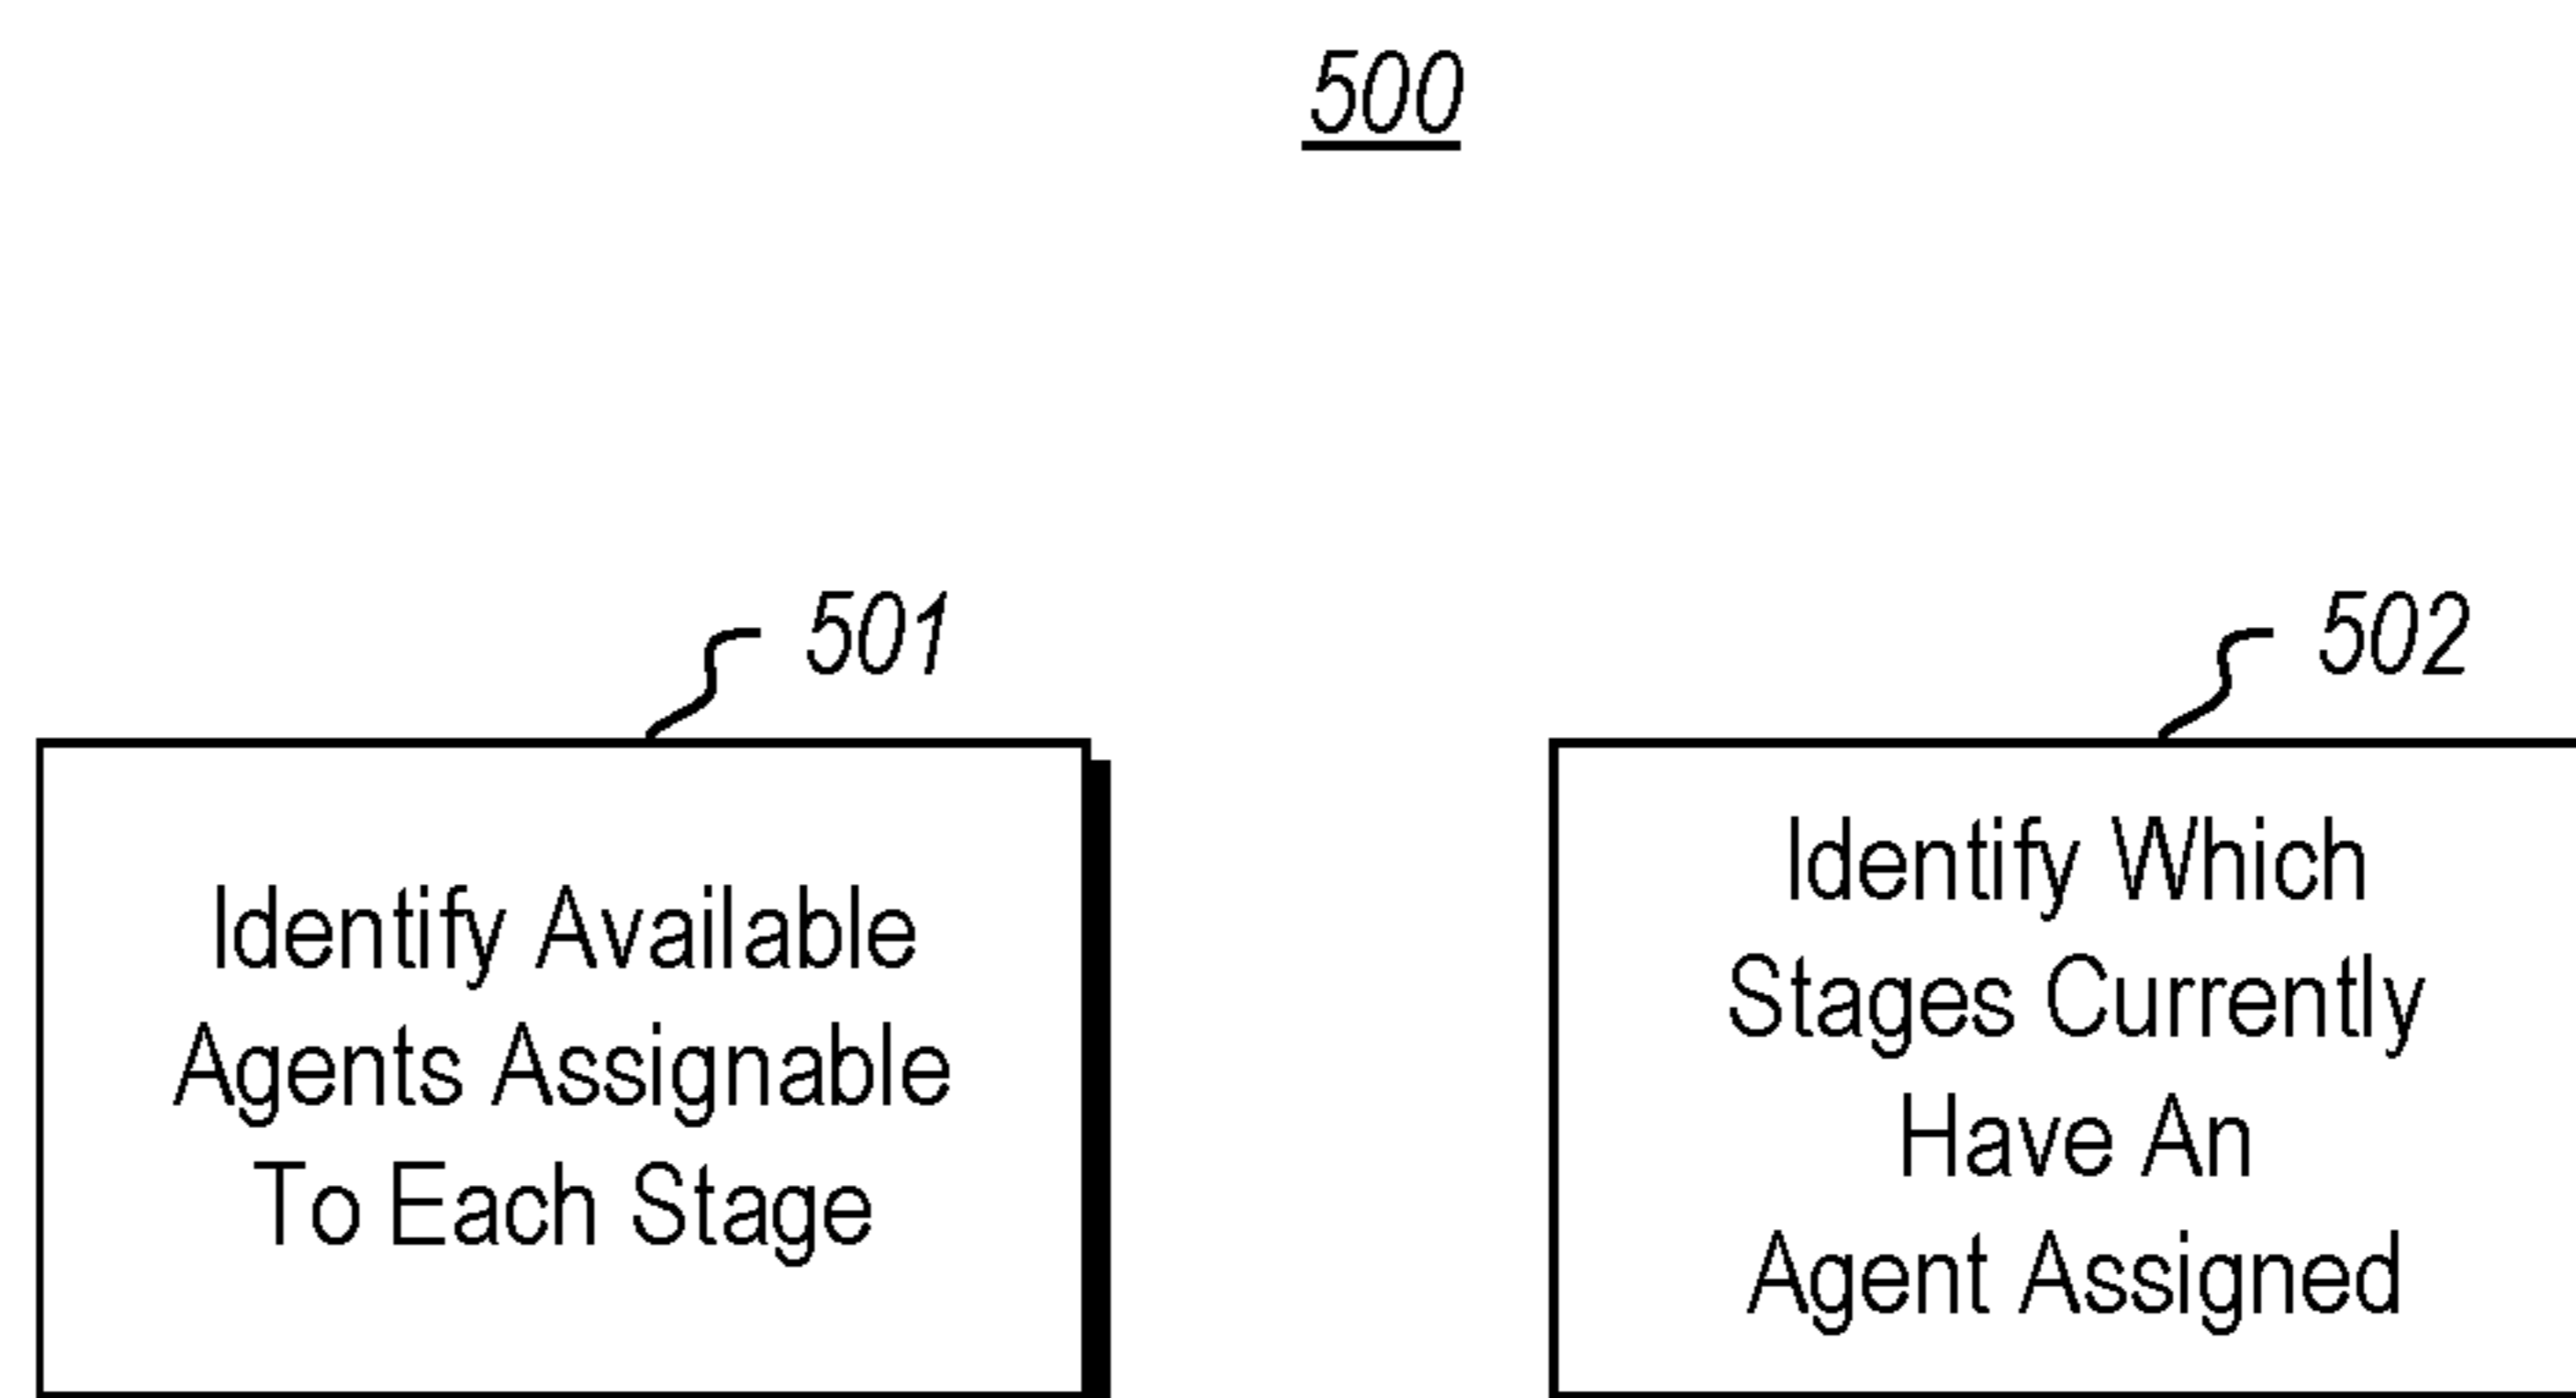 500
501
Identify Available
Agents Assignable
To Each Stage
502
Identify Which
Stages Currently
Have An
Agent Assigned